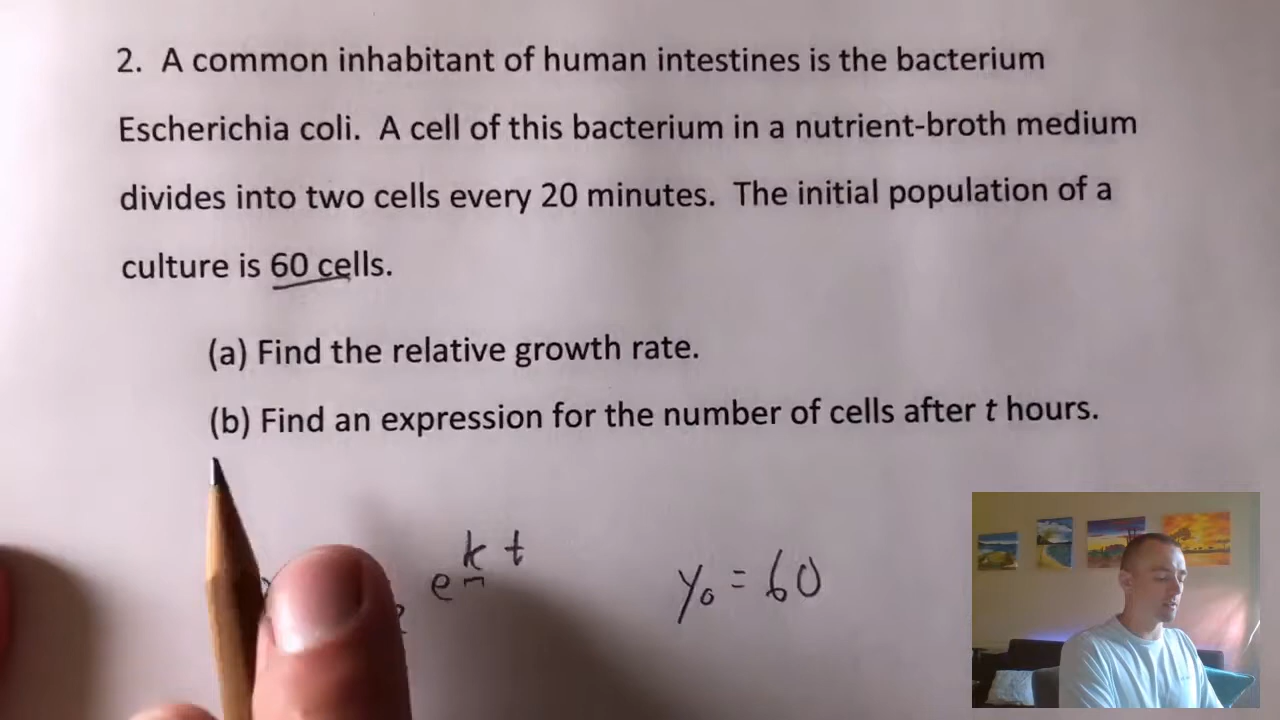 2. A common inhabitant of human intestines is the bacterium
Escherichia coli. A cell of this bacterium in a nutrient-broth medium
divides into two cells every 20 minutes. The initial population of a
culture is 60 cells.
(a) Find the relative growth rate.
(b) Find an expression for the number of cells after t hours.
e^{kt} y₀ = 60